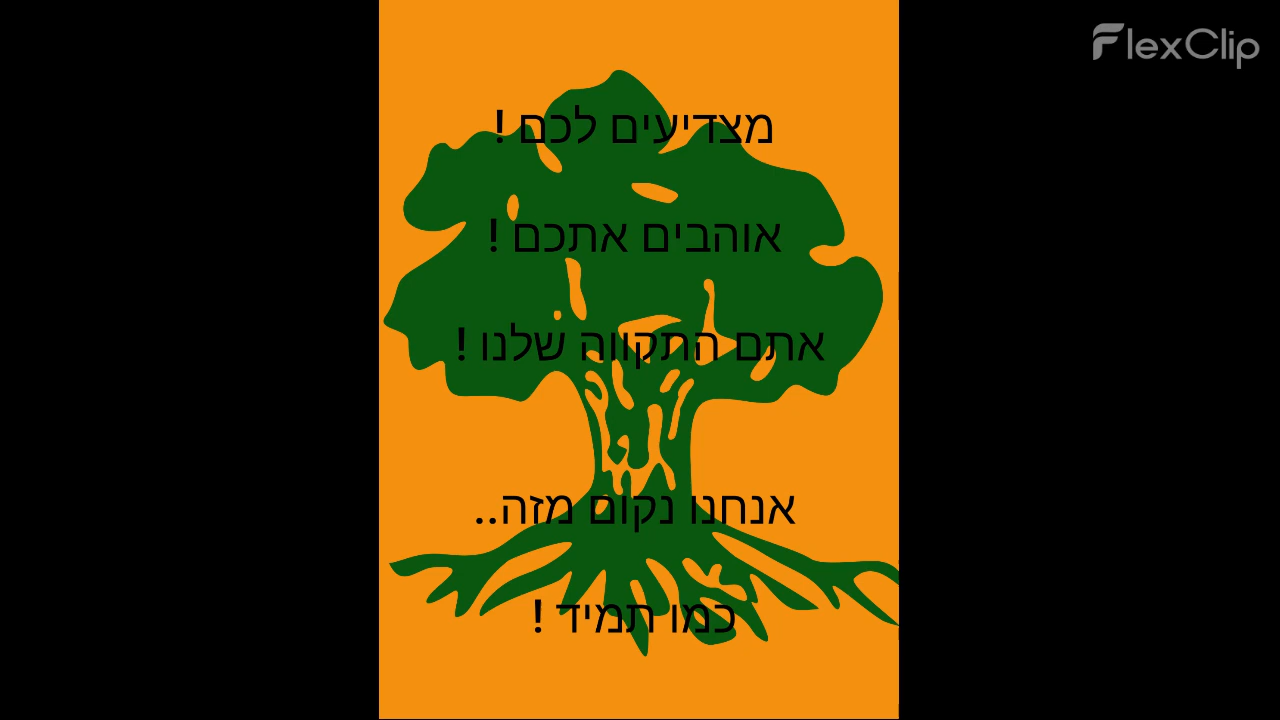 מצדיעים לכם !
אוהבים אתכם !
אתם התקווה שלנו !
אנחנו נקום מזה..
כמו תמיד !
FlexClip